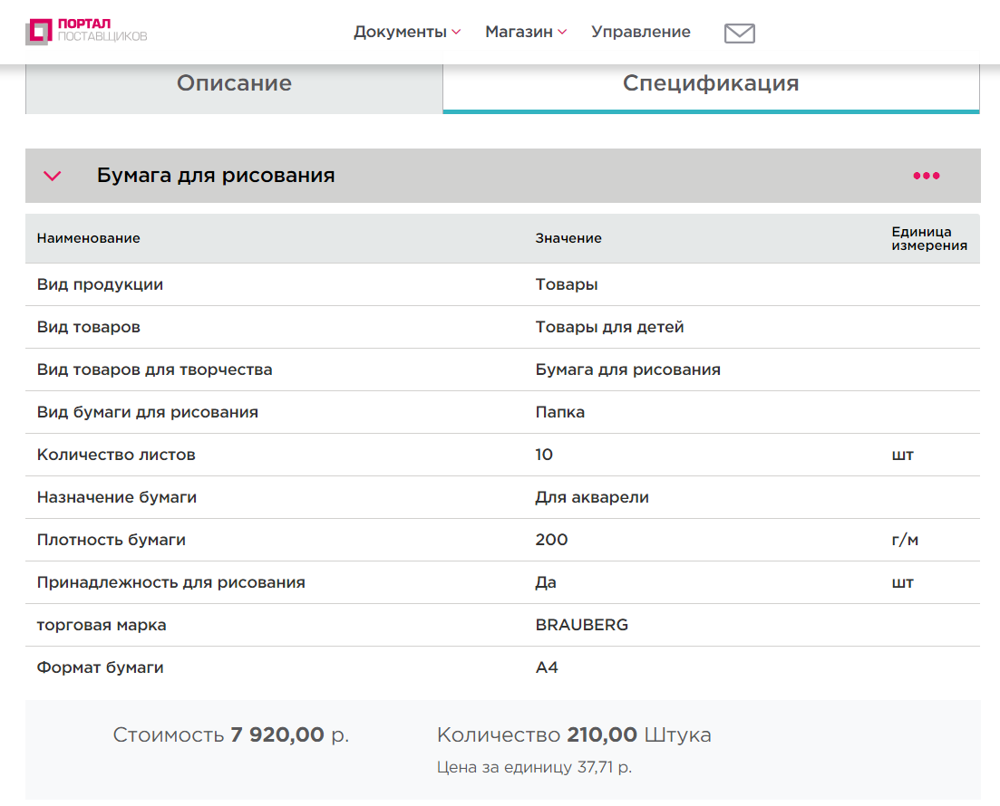 ПОРТАЛ
ПОСТАВЩИКОВ
Документы Магазин Управление
Описание Спецификация
Бумага для рисования
Наименование Значение Единица измерения
Вид продукции Товары
Вид товаров Товары для детей
Вид товаров для творчества Бумага для рисования
Вид бумаги для рисования Папка
Количество листов 10 шт
Назначение бумаги Для акварели
Плотность бумаги 200 г/м
Принадлежность для рисования Да шт
торговая марка BRAUBERG
Формат бумаги А4
Стоимость 7 920,00 р. Количество 210,00 Штука
Цена за единицу 37,71 р.